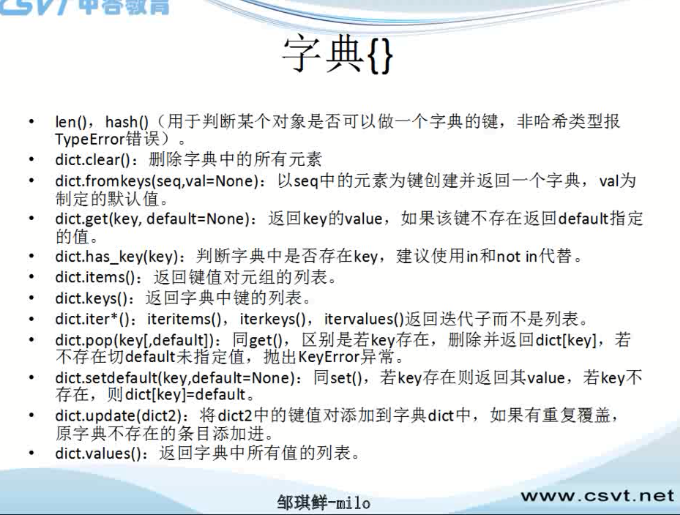 CSVT 中谷教育
字典{}
• len()，hash()（用于判断某个对象是否可以做一个字典的键，非哈希类型报
TypeError错误）。
• dict.clear()：删除字典中的所有元素
• dict.fromkeys(seq,val=None)：以seq中的元素为键创建并返回一个字典，val为
制定的默认值。
• dict.get(key, default=None)：返回key的value，如果该键不存在返回default指定
的值。
• dict.has_key(key)：判断字典中是否存在key，建议使用in和not in代替。
• dict.items()：返回键值对元组的列表。
• dict.keys()：返回字典中键的列表。
• dict.iter*()：iteritems()，iterkeys()，itervalues()返回迭代子而不是列表。
• dict.pop(key[,default])：同get()，区别是若key存在，删除并返回dict[key]，若
不存在切default未指定值，抛出KeyError异常。
• dict.setdefault(key,default=None)：同set()，若key存在则返回其value，若key不
存在，则dict[key]=default。
• dict.update(dict2)：将dict2中的键值对添加到字典dict中，如果有重复覆盖，
原字典不存在的条目添加进。
• dict.values()：返回字典中所有值的列表。
邹琪鲜-milo
www.csvt.net